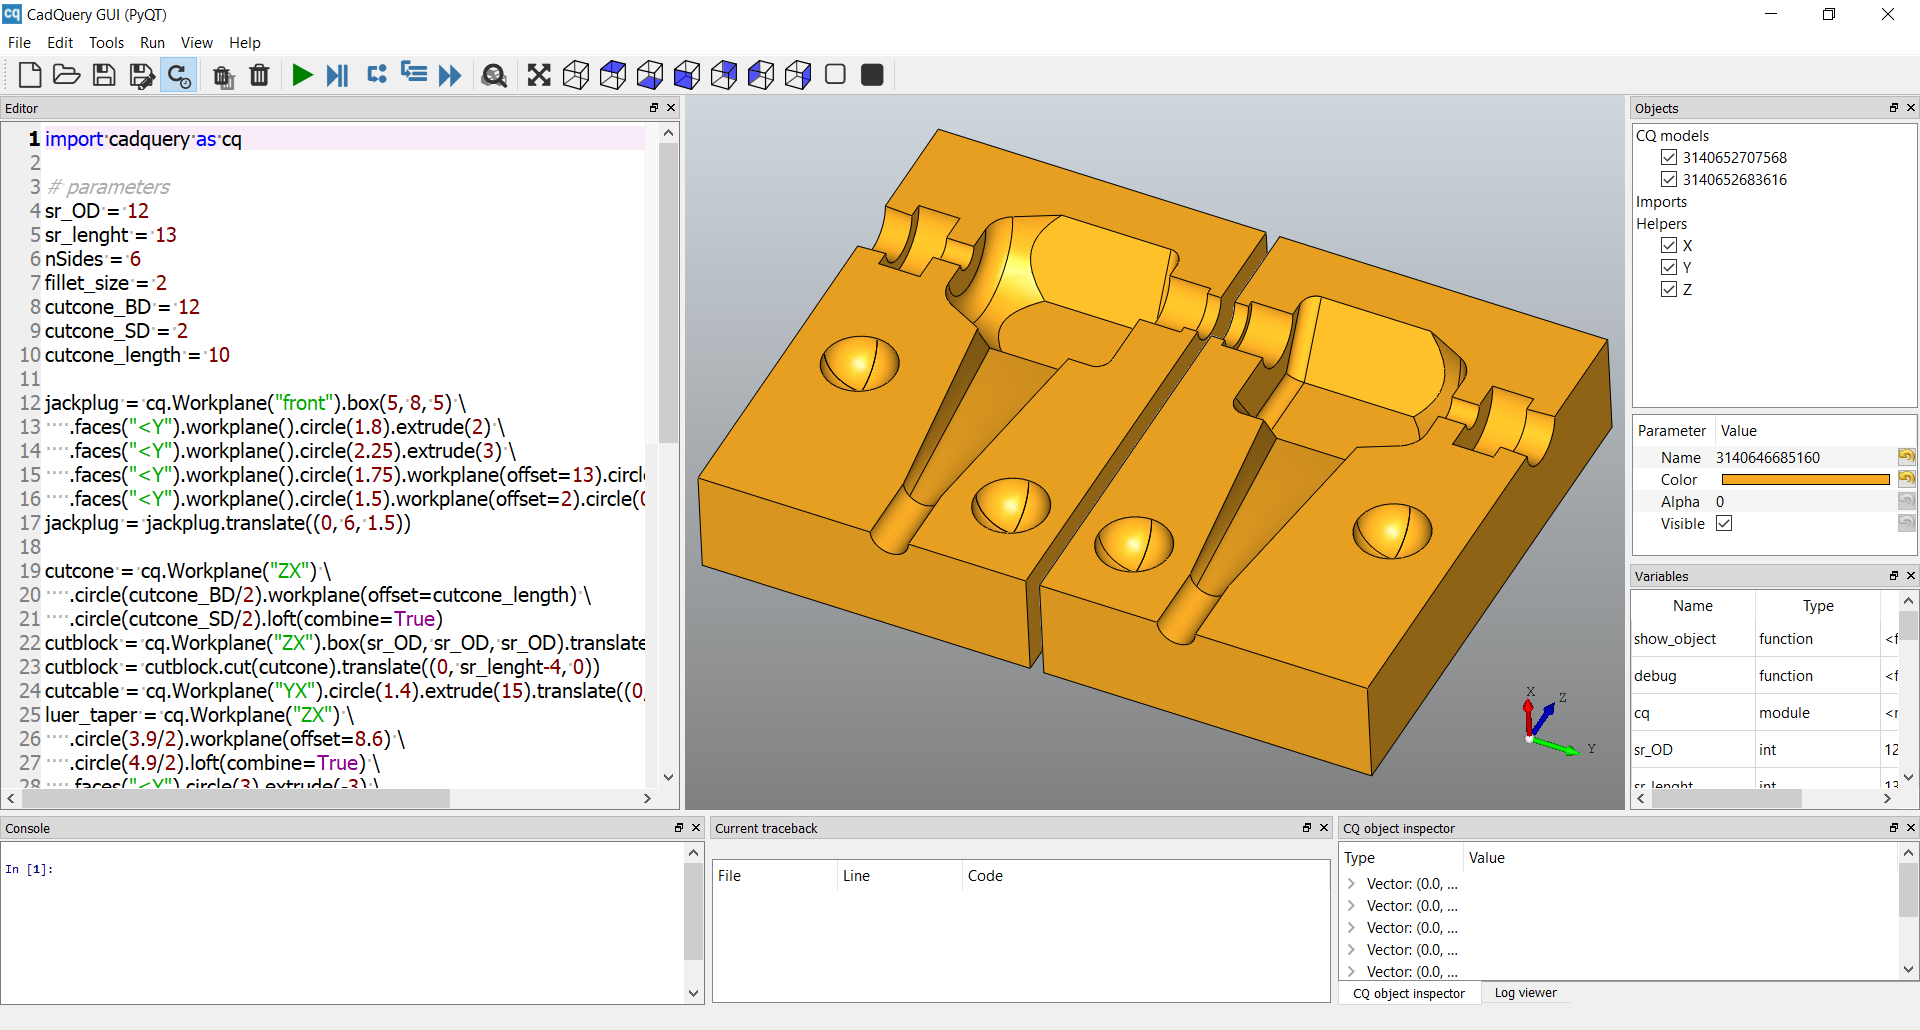 cq CadQuery GUI (PyQT)
File Edit Tools Run View Help
Editor
1 import cadquery as cq
2
3 # parameters
4 sr_OD = 12
5 sr_lenght = 13
6 nSides = 6
7 fillet_size = 2
8 cutcone_BD = 12
9 cutcone_SD = 2
10 cutcone_length = 10
11
12 jackplug = cq.Workplane("front").box(5, 8, 5) \
13 .faces("<Y").workplane().circle(1.8).extrude(2) \
14 .faces("<Y").workplane().circle(2.25).extrude(3) \
15 .faces("<Y").workplane().circle(1.75).workplane(offset=13).circl
16 .faces("<Y").workplane().circle(1.5).workplane(offset=2).circle(
17 jackplug = jackplug.translate((0, 6, 1.5))
18
19 cutcone = cq.Workplane("ZX") \
20 .circle(cutcone_BD/2).workplane(offset=cutcone_length) \
21 .circle(cutcone_SD/2).loft(combine=True)
22 cutblock = cq.Workplane("ZX").box(sr_OD, sr_OD, sr_OD).translate
23 cutblock = cutblock.cut(cutcone).translate((0, sr_lenght-4, 0))
24 cutcable = cq.Workplane("YX").circle(1.4).extrude(15).translate((0,
25 luer_taper = cq.Workplane("ZX") \
26 .circle(3.9/2).workplane(offset=8.6) \
27 .circle(4.9/2).loft(combine=True) \
28 .faces("<Y").circle(3).extrude(-3) \
X
Z
Y
Objects
CQ models
3140652707568
3140652683616
Imports
Helpers
X
Y
Z
Parameter Value
Name 3140646685160
Color
Alpha 0
Visible
Variables
Name Type
show_object function <f
debug function <f
cq module <r
sr_OD int 12
sr_lenght int 13
Console
In [1]:
Current traceback
File Line Code
CQ object inspector
Type Value
Vector: (0.0, ...
Vector: (0.0, ...
Vector: (0.0, ...
Vector: (0.0, ...
Vector: (0.0, ...
CQ object inspector Log viewer